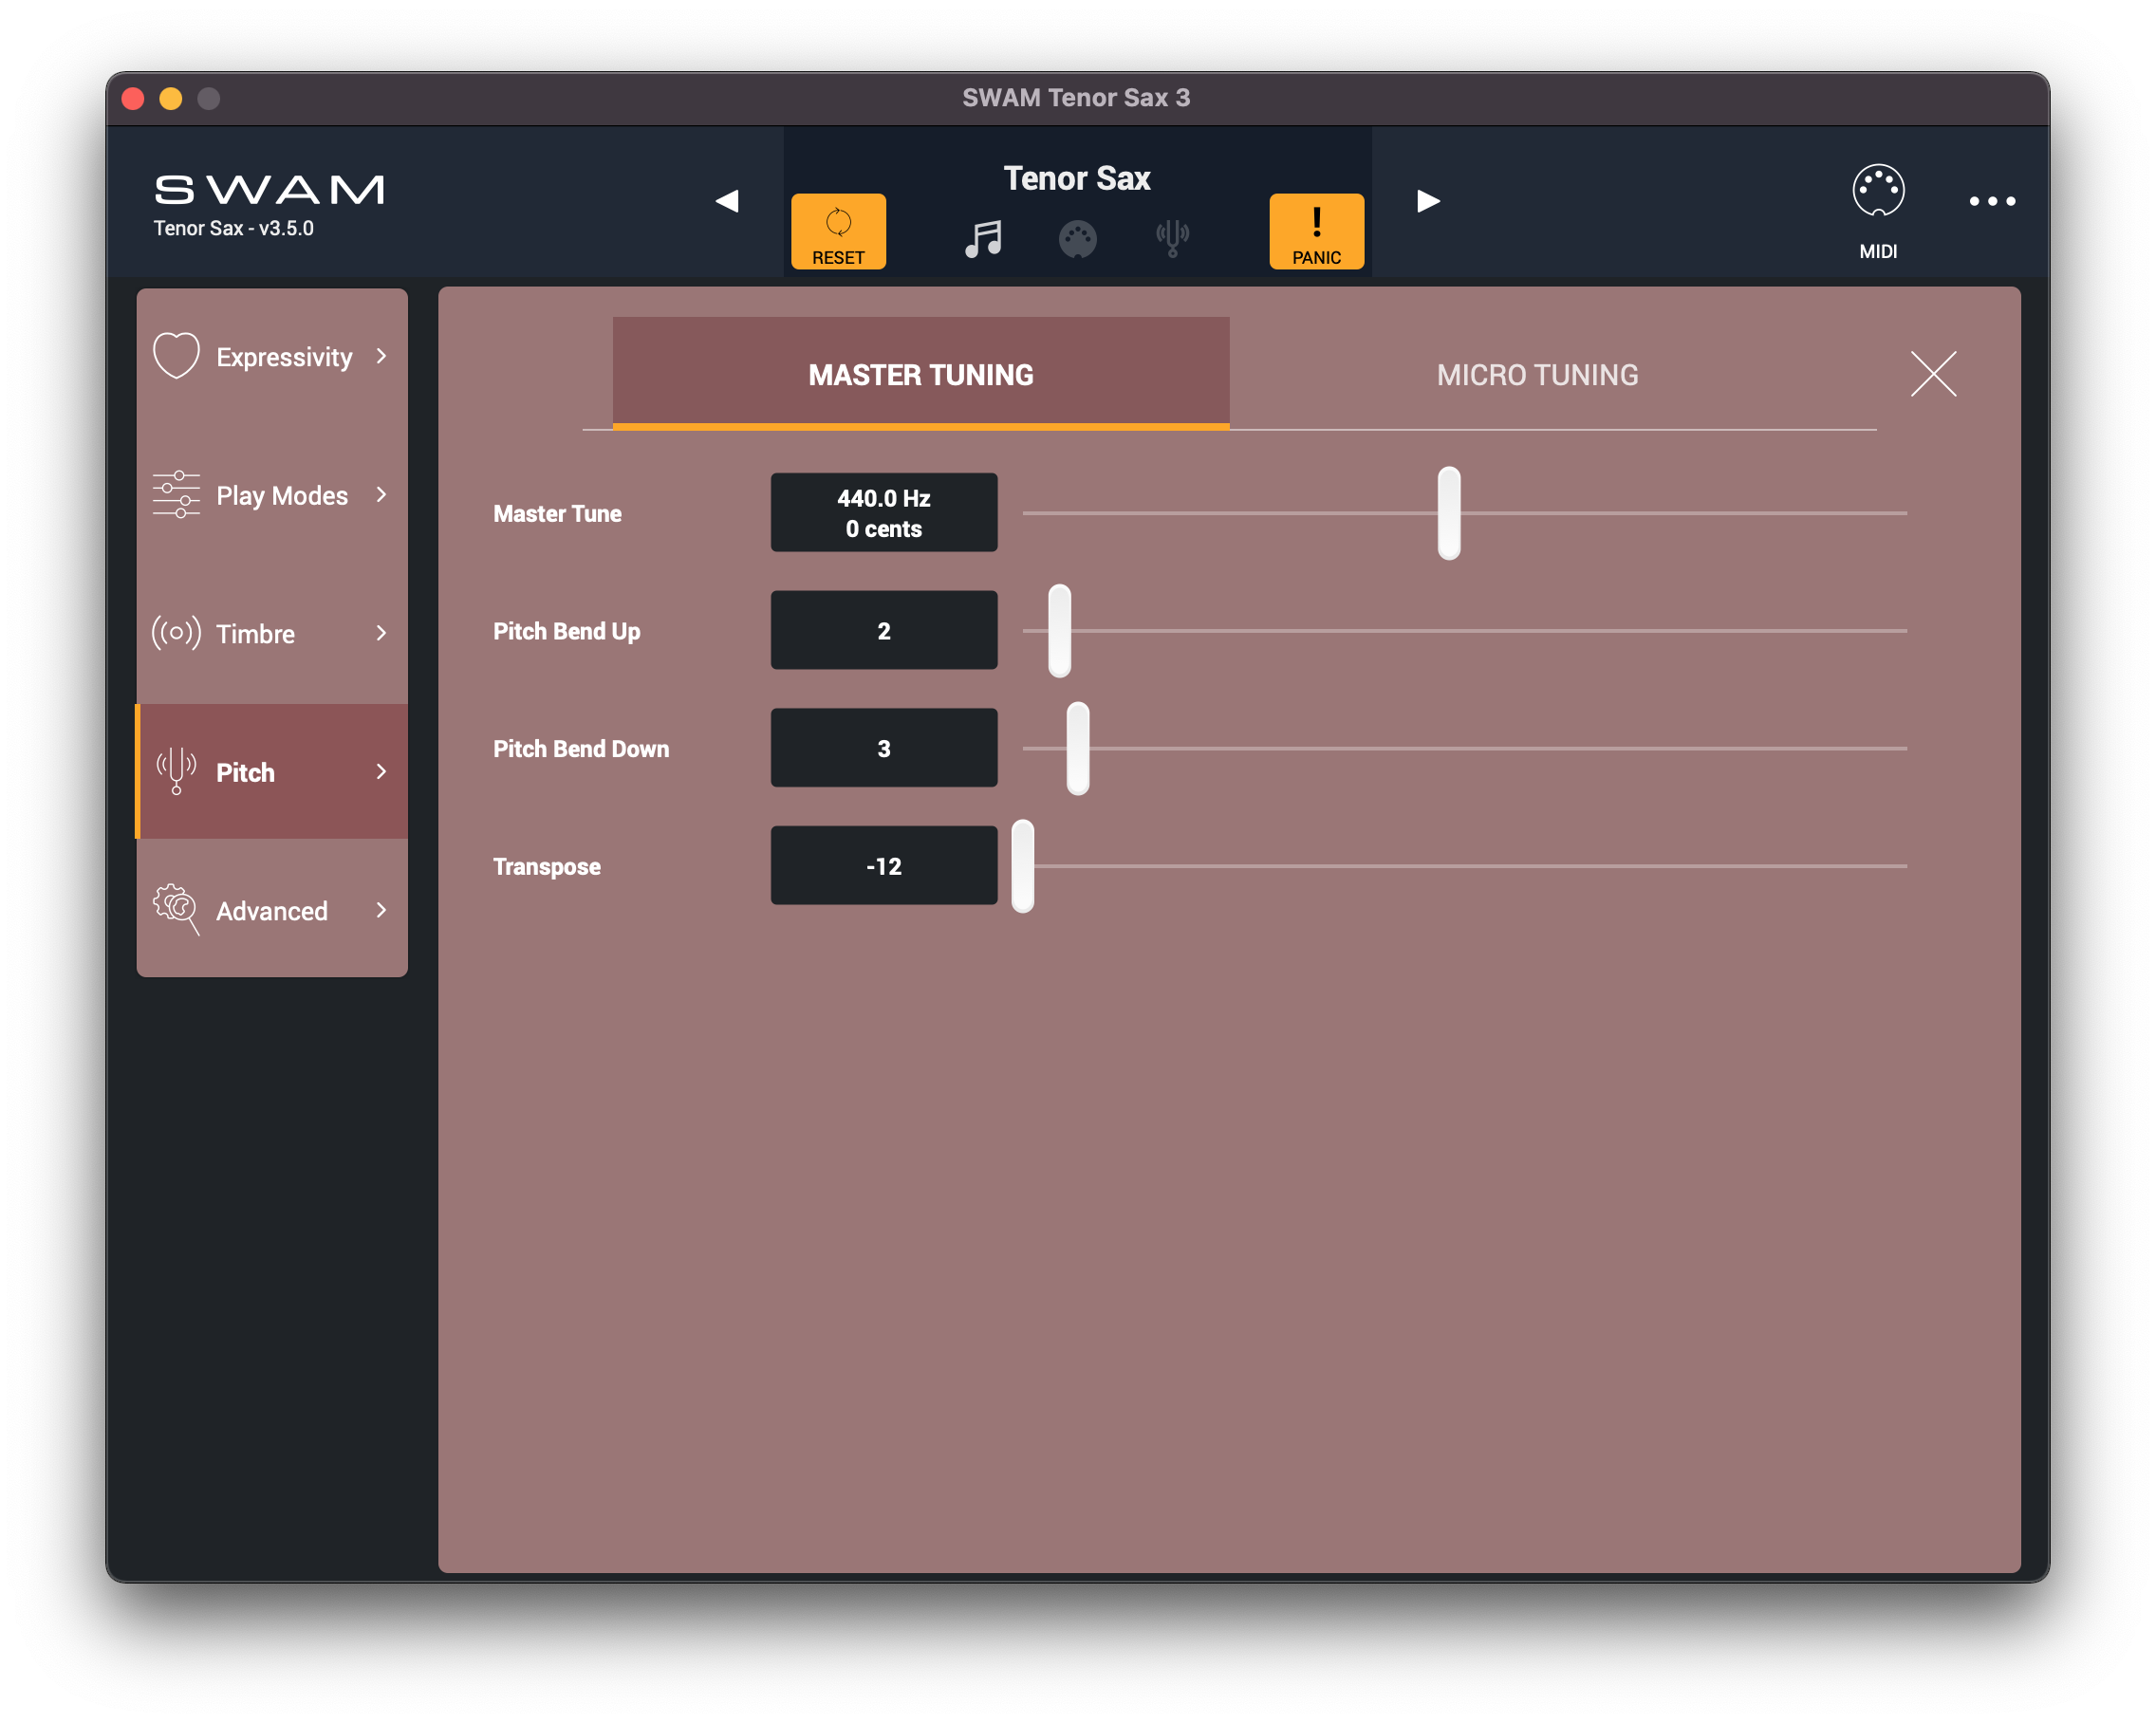 SWAM Tenor Sax 3
SWAM
Tenor Sax - v3.5.0
Tenor Sax
RESET
!
PANIC
MIDI
Expressivity
Play Modes
Timbre
Pitch
Advanced
MASTER TUNING
MICRO TUNING
Master Tune
440.0 Hz
0 cents
Pitch Bend Up
2
Pitch Bend Down
3
Transpose
-12